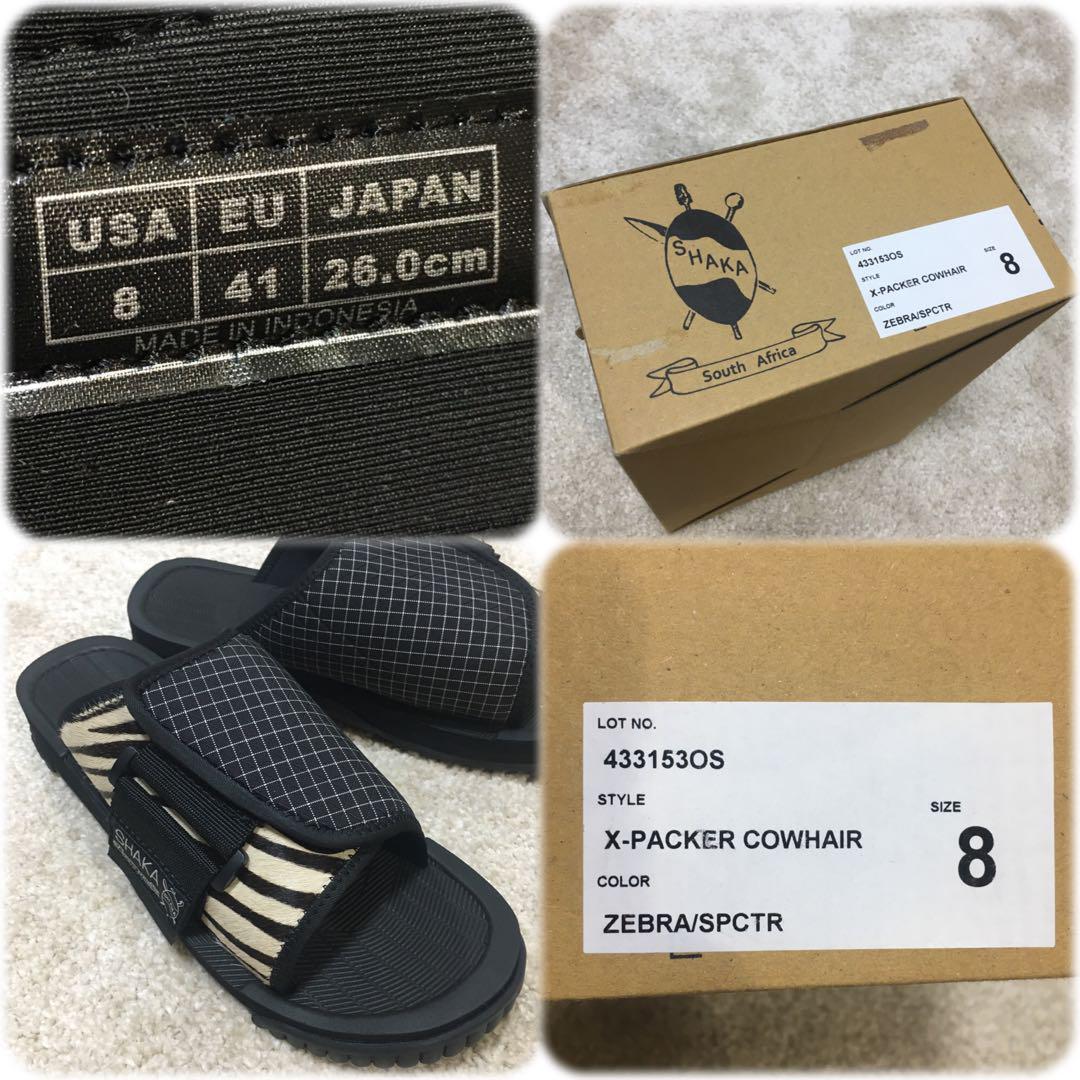 USA EU JAPAN
8 41 26.0cm
MADE IN INDONESIA
SHAKA
South Africa
LOT NO.
433153OS
STYLE
X-PACKER COWHAIR
SIZE
8
COLOR
ZEBRA/SPCTR
SHAKA
LOT NO.
433153OS
STYLE
X-PACKER COWHAIR
SIZE
8
COLOR
ZEBRA/SPCTR